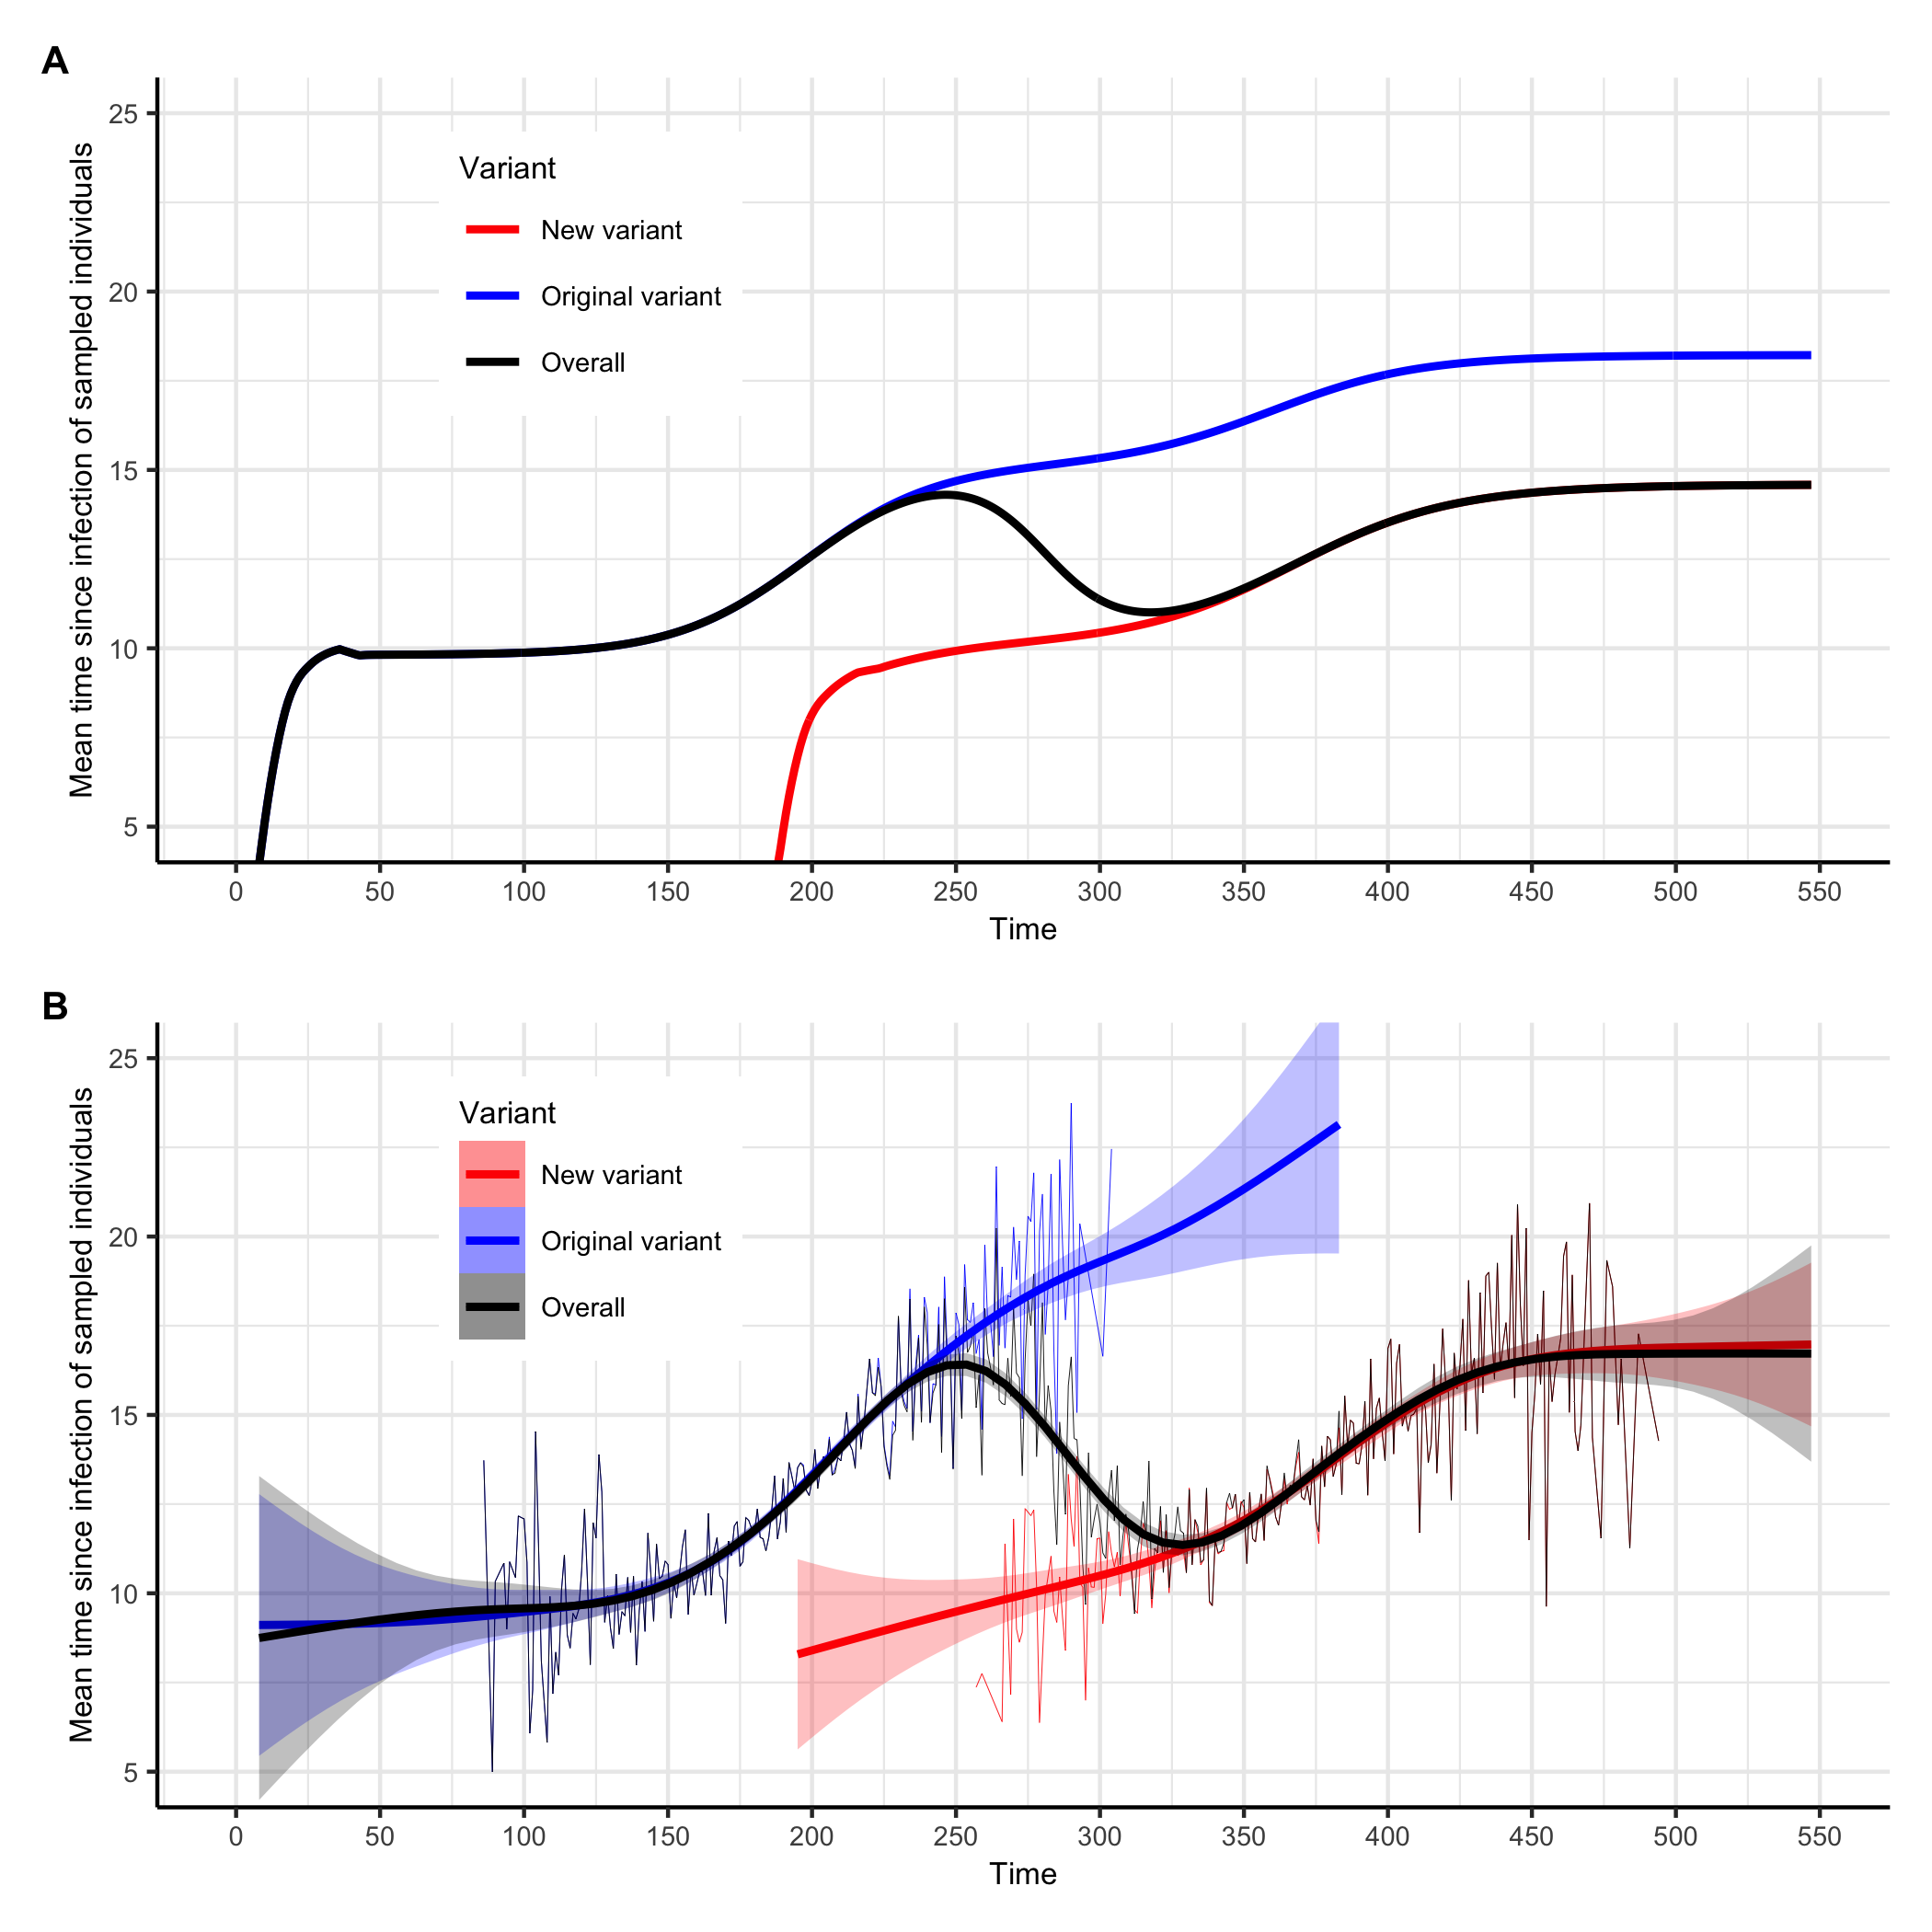 A
Mean time since infection of sampled individuals
25
20
15
10
5
Variant
New variant
Original variant
Overall
0 50 100 150 200 250 300 350 400 450 500 550
Time
B
Mean time since infection of sampled individuals
25
20
15
10
5
Variant
New variant
Original variant
Overall
0 50 100 150 200 250 300 350 400 450 500 550
Time